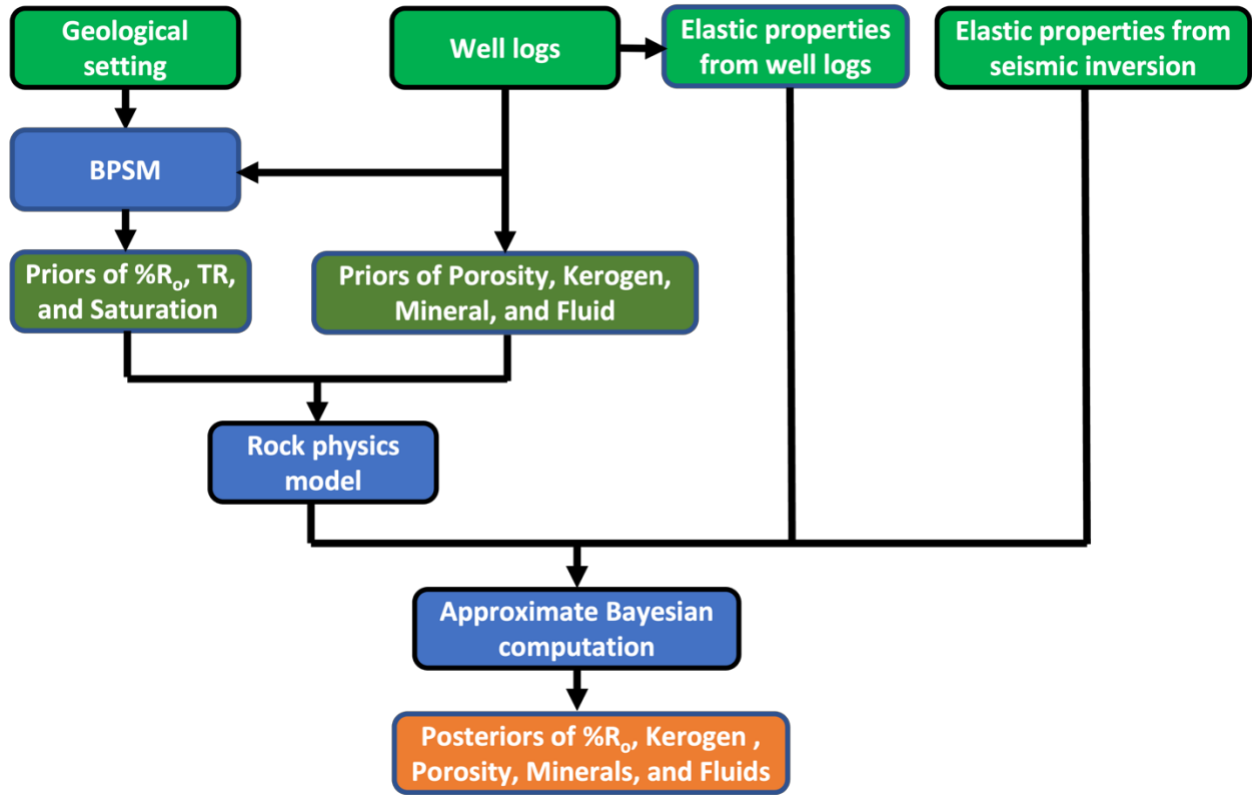 Geological
setting
Well logs
Elastic properties
from well logs
Elastic properties from
seismic inversion
BPSM
Priors of %Rₒ, TR,
and Saturation
Priors of Porosity, Kerogen,
Mineral, and Fluid
Rock physics
model
Approximate Bayesian
computation
Posteriors of %Rₒ, Kerogen ,
Porosity, Minerals, and Fluids